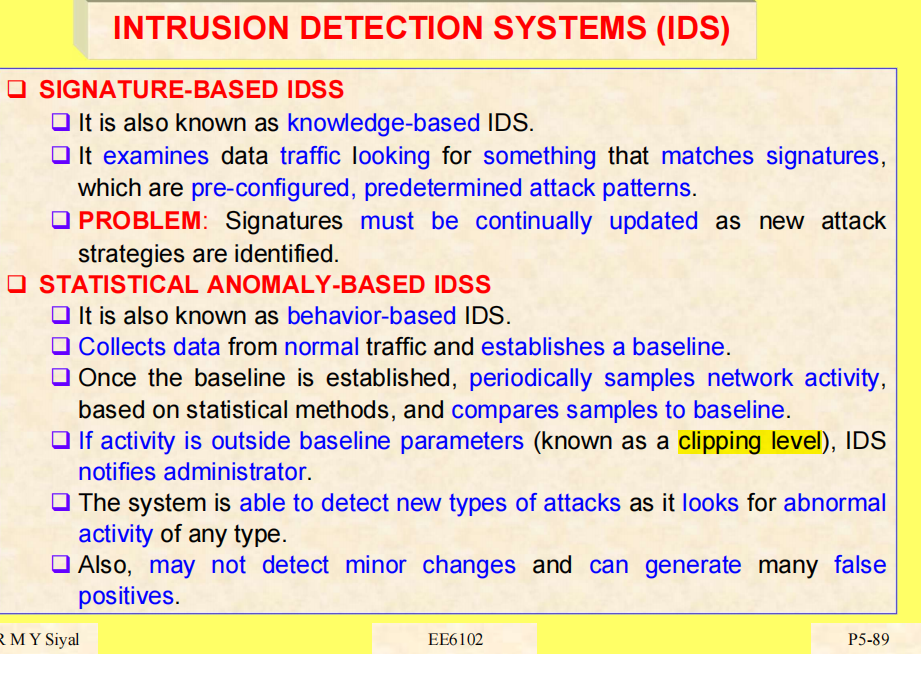 INTRUSION DETECTION SYSTEMS (IDS)
❑ SIGNATURE-BASED IDSS
❑ It is also known as knowledge-based IDS.
❑ It examines data traffic looking for something that matches signatures,
which are pre-configured, predetermined attack patterns.
❑ PROBLEM: Signatures must be continually updated as new attack
strategies are identified.
❑ STATISTICAL ANOMALY-BASED IDSS
❑ It is also known as behavior-based IDS.
❑ Collects data from normal traffic and establishes a baseline.
❑ Once the baseline is established, periodically samples network activity,
based on statistical methods, and compares samples to baseline.
❑ If activity is outside baseline parameters (known as a clipping level), IDS
notifies administrator.
❑ The system is able to detect new types of attacks as it looks for abnormal
activity of any type.
❑ Also, may not detect minor changes and can generate many false
positives.
R M Y Siyal
EE6102
P5-89